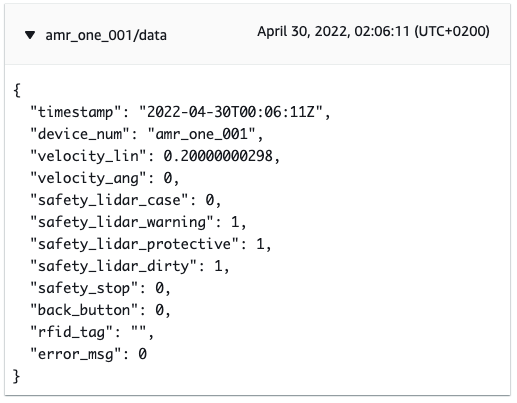 ▼ amr_one_001/data April 30, 2022, 02:06:11 (UTC+0200)
{
  "timestamp": "2022-04-30T00:06:11Z",
  "device_num": "amr_one_001",
  "velocity_lin": 0.20000000298,
  "velocity_ang": 0,
  "safety_lidar_case": 0,
  "safety_lidar_warning": 1,
  "safety_lidar_protective": 1,
  "safety_lidar_dirty": 1,
  "safety_stop": 0,
  "back_button": 0,
  "rfid_tag": "",
  "error_msg": 0
}